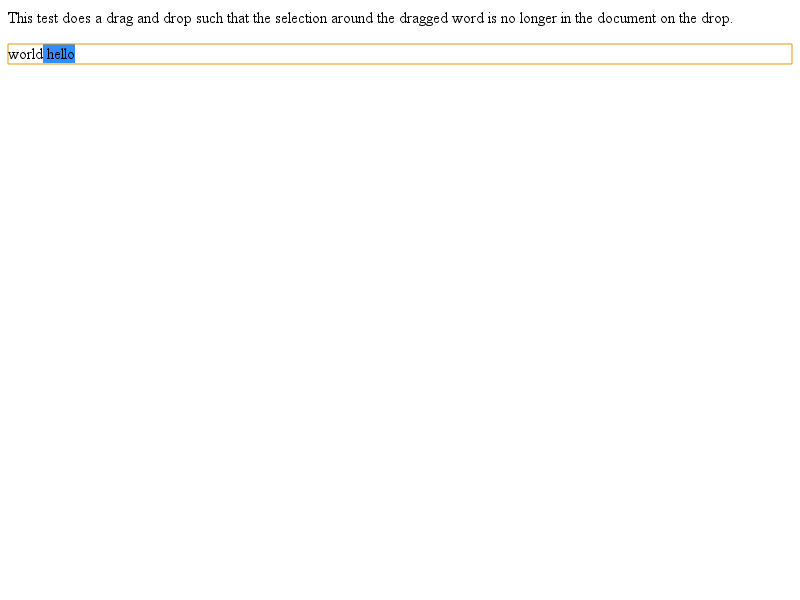 This test does a drag and drop such that the selection around the dragged word is no longer in the document on the drop.
world hello